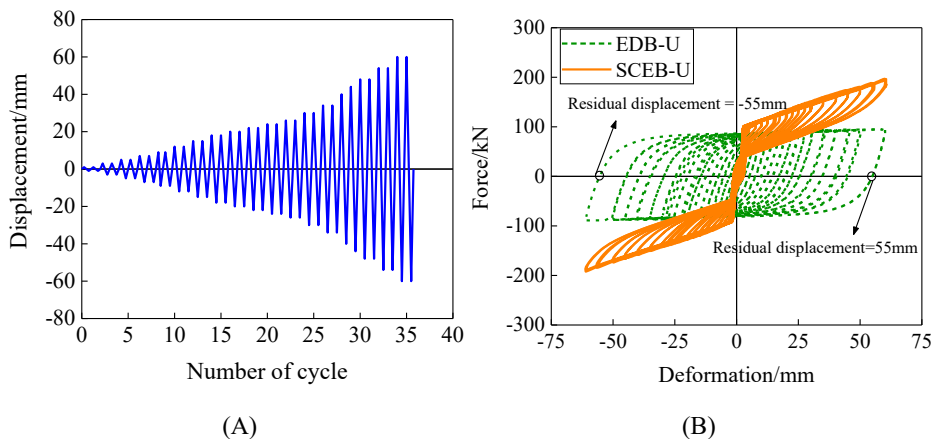 80
60
40
20
0
-20
-40
-60
-80
0 5 10 15 20 25 30 35 40
Displacement/mm
Number of cycle
(A)
300
200
100
0
-100
-200
-300
-75 -50 -25 0 25 50 75
Force/kN
Deformation/mm
EDB-U
SCEB-U
Residual displacement = -55mm
Residual displacement=55mm
(B)